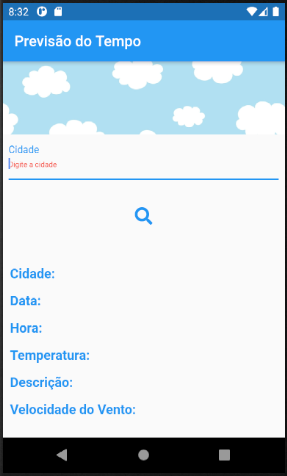 8:32
Previsão do Tempo
Cidade
Digite a cidade
Cidade:
Data:
Hora:
Temperatura:
Descrição:
Velocidade do Vento: